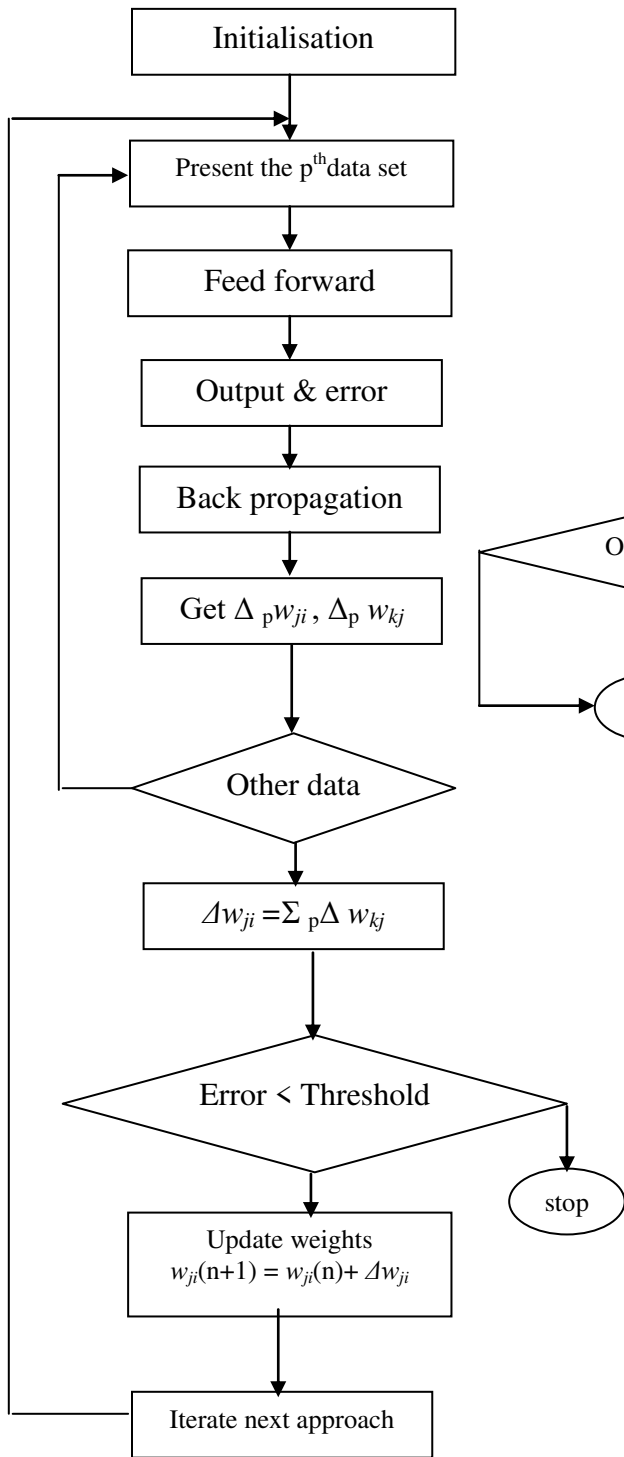 Initialisation
Present the pᵗʰdata set
Feed forward
Output & error
Back propagation
Get Δ ₚwⱼᵢ , Δₚ wₖⱼ
O
Other data
Δwⱼᵢ =Σ ₚΔ wₖⱼ
Error < Threshold
stop
Update weights
wⱼᵢ(n+1) = wⱼᵢ(n)+ Δwⱼᵢ
Iterate next approach